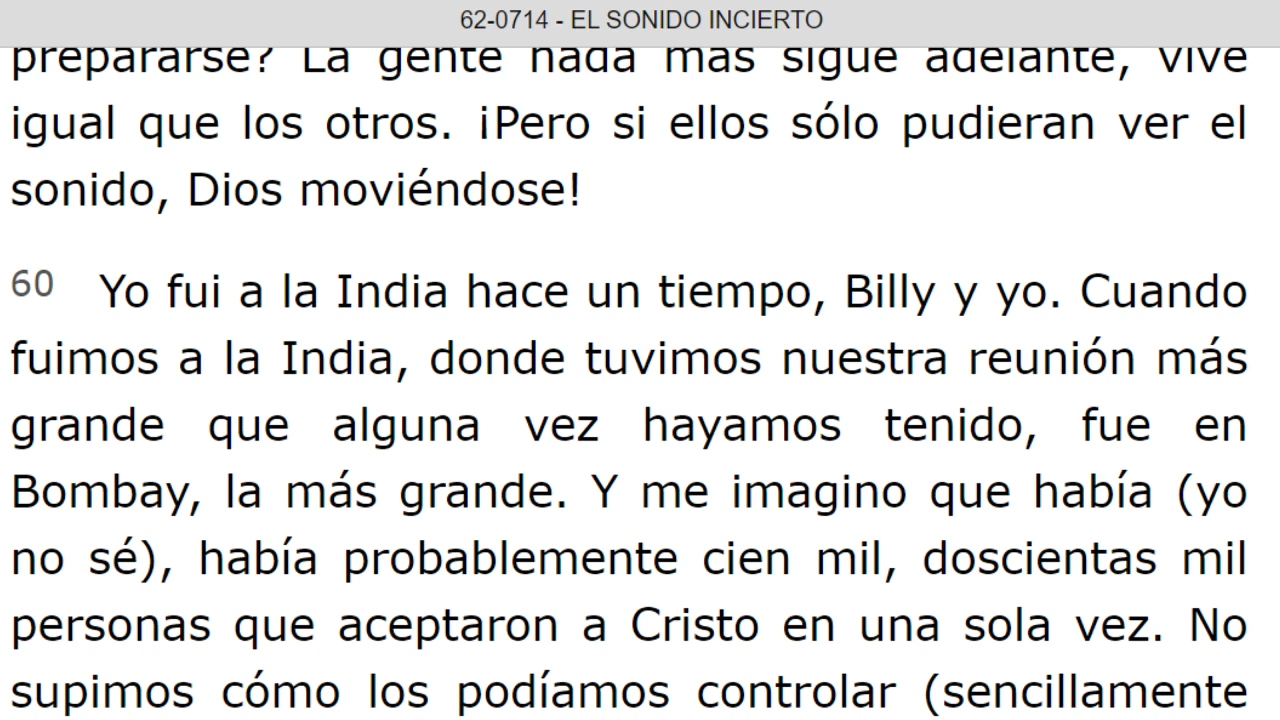 62-0714 - EL SONIDO INCIERTO
prepararse? La gente nada más sigue adelante, vive
igual que los otros. ¡Pero si ellos sólo pudieran ver el
sonido, Dios moviéndose!
60 Yo fui a la India hace un tiempo, Billy y yo. Cuando
fuimos a la India, donde tuvimos nuestra reunión más
grande que alguna vez hayamos tenido, fue en
Bombay, la más grande. Y me imagino que había (yo
no sé), había probablemente cien mil, doscientas mil
personas que aceptaron a Cristo en una sola vez. No
supimos cómo los podíamos controlar (sencillamente